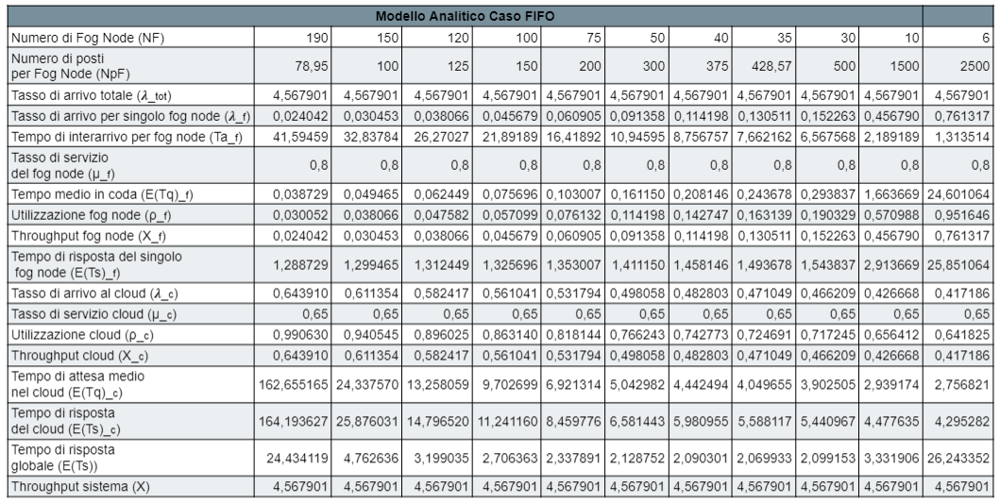 Modello Analitico Caso FIFO
Numero di Fog Node (NF) 190 150 120 100 75 50 40 35 30 10 6
Numero di posti
per Fog Node (NpF) 78,95 100 125 150 200 300 375 428,57 500 1500 2500
Tasso di arrivo totale (λ_tot) 4,567901 4,567901 4,567901 4,567901 4,567901 4,567901 4,567901 4,567901 4,567901 4,567901 4,567901
Tasso di arrivo per singolo fog node (λ_f) 0,024042 0,030453 0,038066 0,045679 0,060905 0,091358 0,114198 0,130511 0,152263 0,456790 0,761317
Tempo di interarrivo per fog node (Ta_f) 41,59459 32,83784 26,27027 21,89189 16,41892 10,94595 8,756757 7,662162 6,567568 2,189189 1,313514
Tasso di servizio
del fog node (μ_f) 0,8 0,8 0,8 0,8 0,8 0,8 0,8 0,8 0,8 0,8 0,8
Tempo medio in coda (E(Tq)_f) 0,038729 0,049465 0,062449 0,075696 0,103007 0,161150 0,208146 0,243678 0,293837 1,663669 24,601064
Utilizzazione fog node (ρ_f) 0,030052 0,038066 0,047582 0,057099 0,076132 0,114198 0,142747 0,163139 0,190329 0,570988 0,951646
Throughput fog node (X_f) 0,024042 0,030453 0,038066 0,045679 0,060905 0,091358 0,114198 0,130511 0,152263 0,456790 0,761317
Tempo di risposta del singolo
fog node (E(Ts)_f) 1,288729 1,299465 1,312449 1,325696 1,353007 1,411150 1,458146 1,493678 1,543837 2,913669 25,851064
Tasso di arrivo al cloud (λ_c) 0,643910 0,611354 0,582417 0,561041 0,531794 0,498058 0,482803 0,471049 0,466209 0,426668 0,417186
Tasso di servizio cloud (μ_c) 0,65 0,65 0,65 0,65 0,65 0,65 0,65 0,65 0,65 0,65 0,65
Utilizzazione cloud (ρ_c) 0,990630 0,940545 0,896025 0,863140 0,818144 0,766243 0,742773 0,724691 0,717245 0,656412 0,641825
Throughput cloud (X_c) 0,643910 0,611354 0,582417 0,561041 0,531794 0,498058 0,482803 0,471049 0,466209 0,426668 0,417186
Tempo di attesa medio
nel cloud (E(Tq)_c) 162,655165 24,337570 13,258059 9,702699 6,921314 5,042982 4,442494 4,049655 3,902505 2,939174 2,756821
Tempo di risposta
del cloud (E(Ts)_c) 164,193627 25,876031 14,796520 11,241160 8,459776 6,581443 5,980955 5,588117 5,440967 4,477635 4,295282
Tempo di risposta
globale (E(Ts)) 24,434119 4,762636 3,199035 2,706363 2,337891 2,128752 2,090301 2,069933 2,099153 3,331906 26,243352
Throughput sistema (X) 4,567901 4,567901 4,567901 4,567901 4,567901 4,567901 4,567901 4,567901 4,567901 4,567901 4,567901